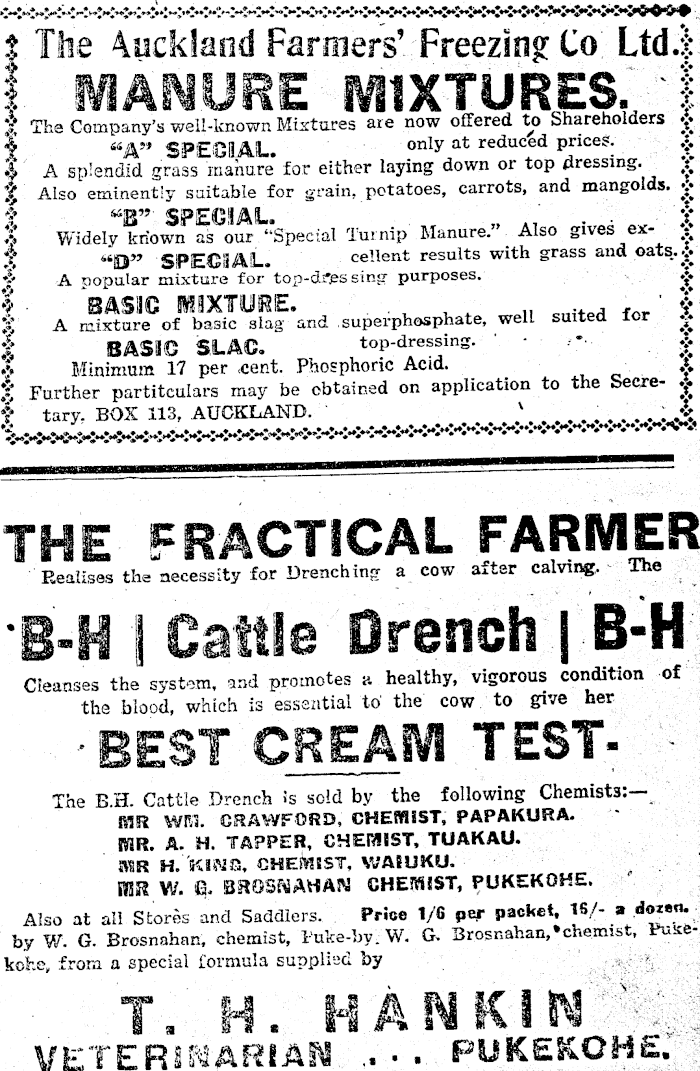 The Auckland Farmers' Freezing Co Ltd.
MANURE MIXTURES.
The Company's well-known Mixtures are now offered to Shareholders
only at reduced prices.
"A" SPECIAL.
A splendid grass manure for either laying down or top dressing.
Also eminently suitable for grain, potatoes, carrots, and mangolds.
"B" SPECIAL.
Widely known as our "Special Turnip Manure." Also gives ex-
cellent results with grass and oats.
"D" SPECIAL.
A popular mixture for top-dressing purposes.
BASIC MIXTURE.
A mixture of basic slag and superphosphate, well suited for
top-dressing.
BASIC SLAC.
Minimum 17 per cent. Phosphoric Acid.
Further partitculars may be obtained on application to the Secre-
tary. BOX 113, AUCKLAND.
THE PRACTICAL FARMER
Realises the necessity for Drenching a cow after calving. The
B-H | Cattle Drench | B-H
Cleanses the system, and promotes a healthy, vigorous condition of
the blood, which is essential to the cow to give her
BEST CREAM TEST.
The B.H. Cattle Drench is sold by the following Chemists:—
MR WM. CRAWFORD, CHEMIST, PAPAKURA.
MR. A. H. TAPPER, CHEMIST, TUAKAU.
MR H. KING, CHEMIST, WAIUKU.
MR W. G. BROSNAHAN CHEMIST, PUKEKOHE.
Also at all Stores and Saddlers. Price 1/6 per packet, 16/- a dozen.
by W. G. Brosnahan, chemist, Puke-by W. G. Brosnahan, chemist, Puke-
kohe, from a special formula supplied by
T. H. HANKIN
VETERINARIAN ... PUKEKOHE.